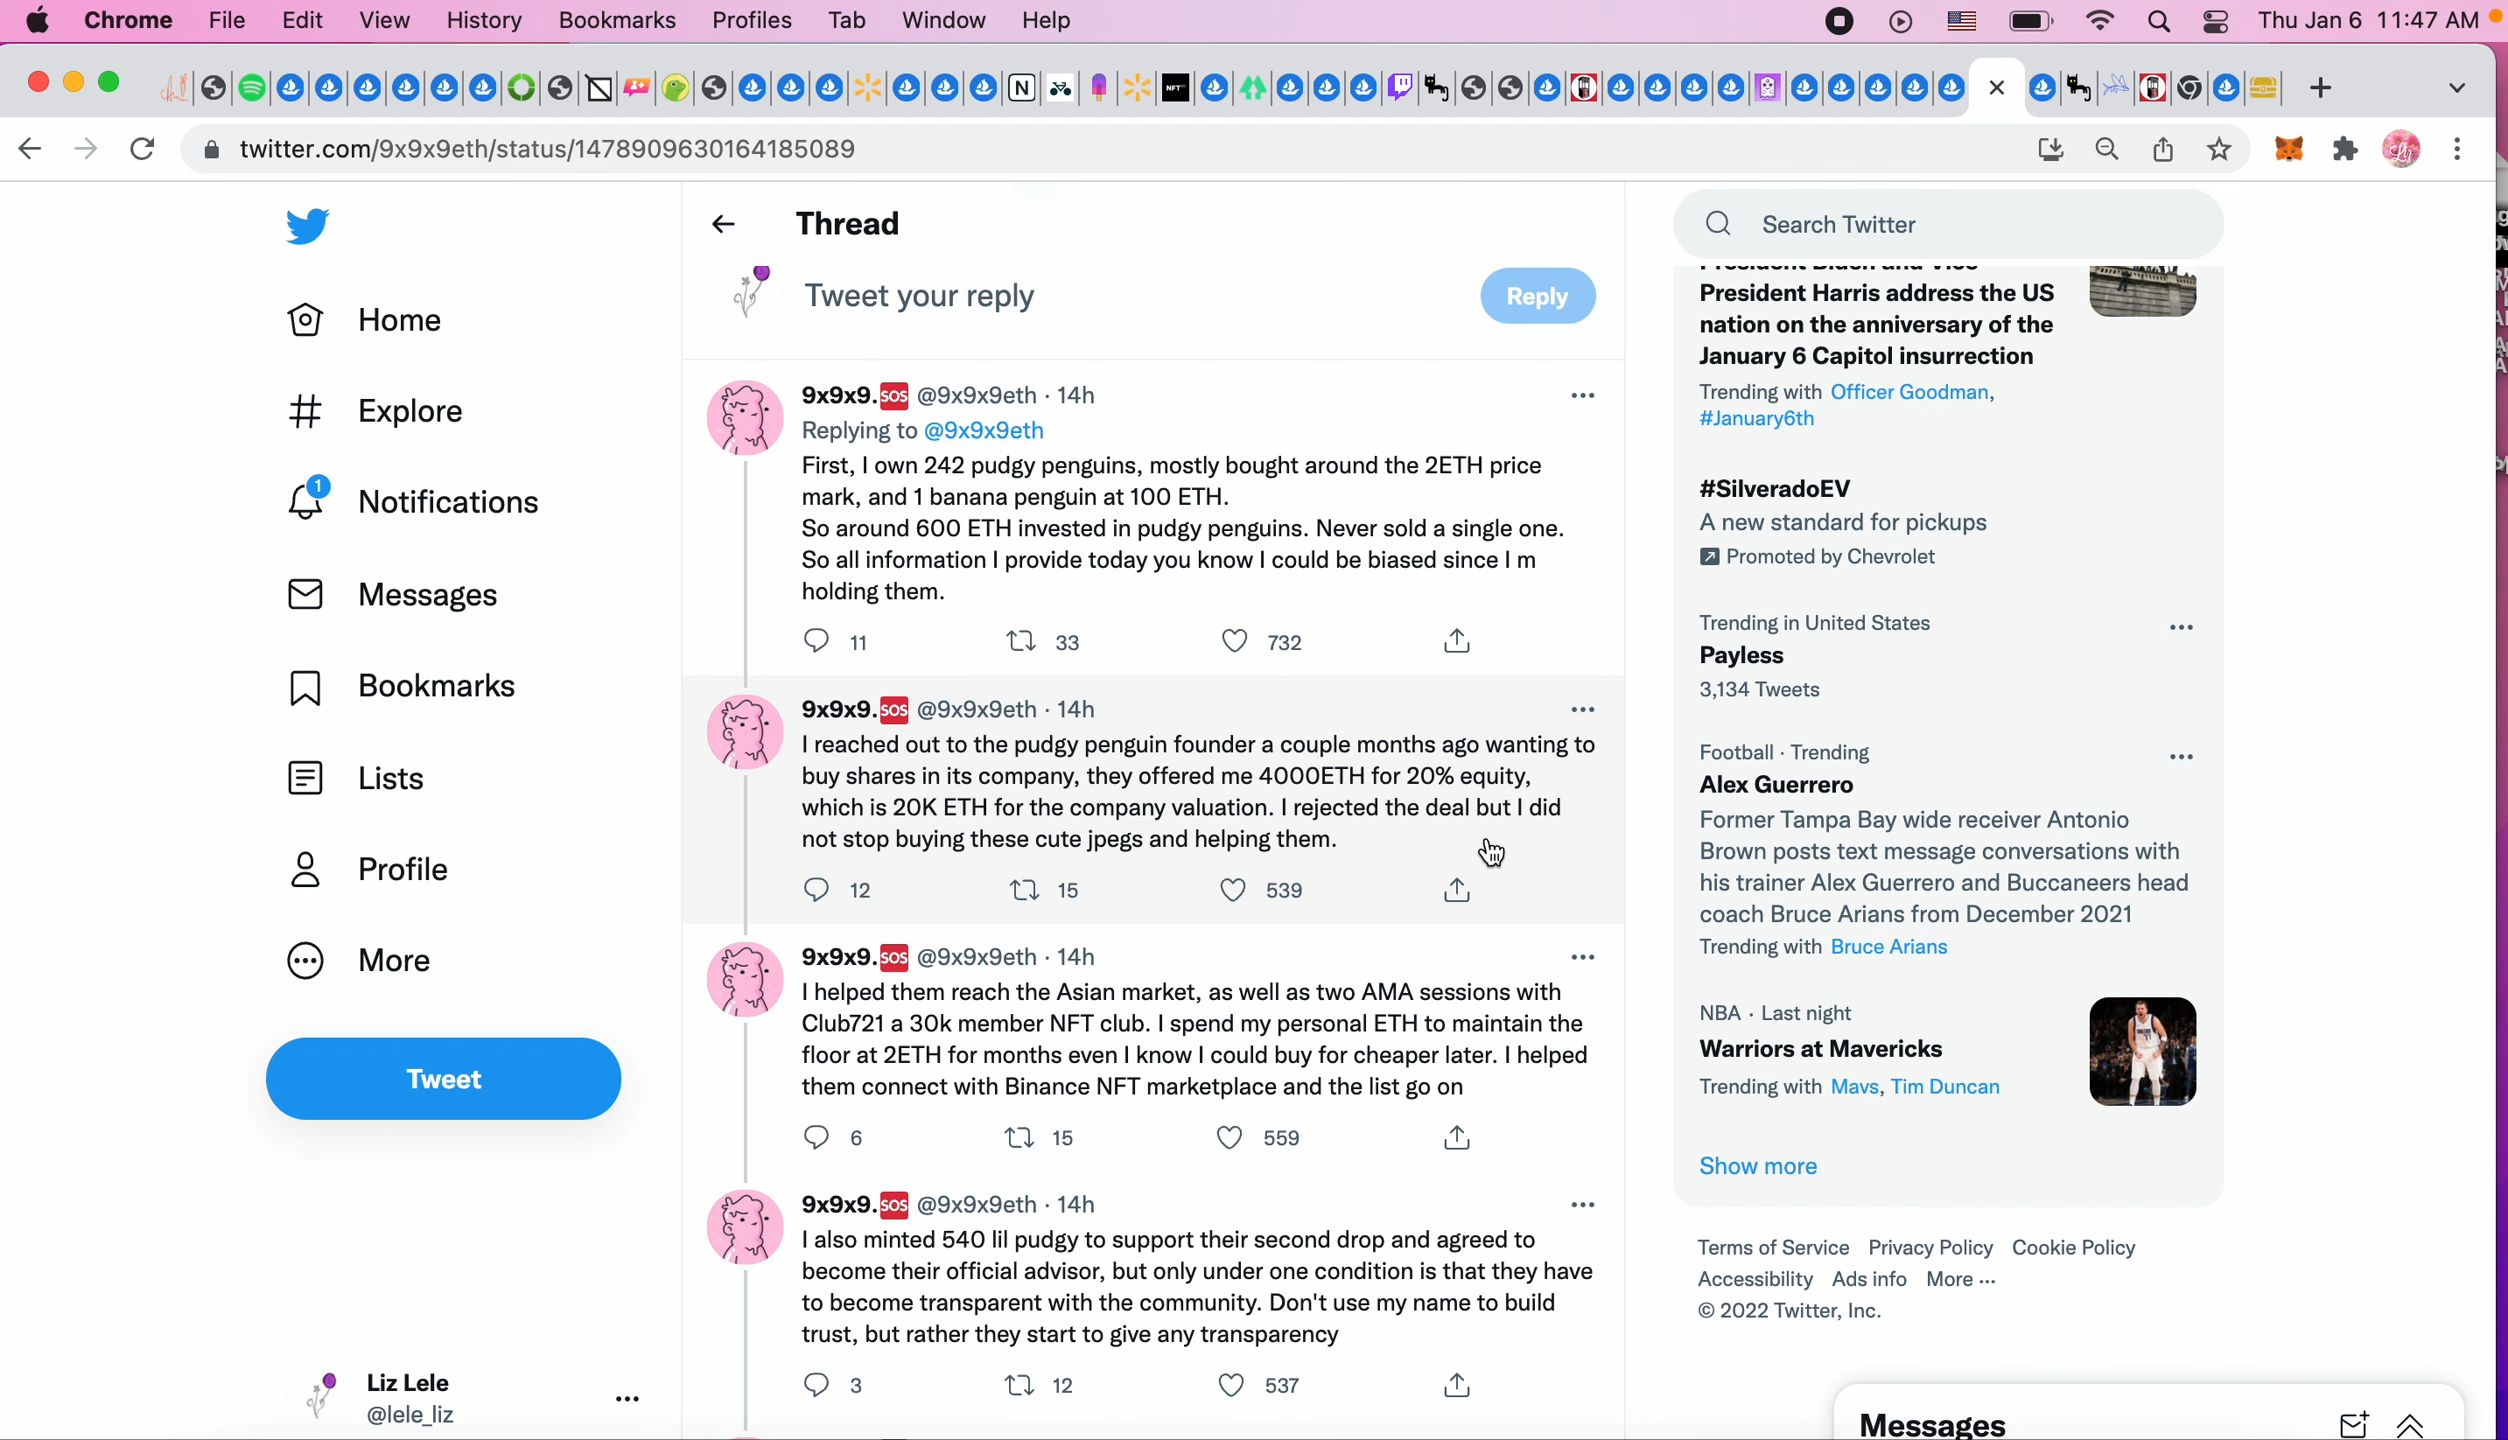 Chrome File Edit View History Bookmarks Profiles Tab Window Help Thu Jan 6 11:47 AM
twitter.com/9x9x9eth/status/1478909630164185089
Home
Explore
1
Notifications
Messages
Bookmarks
Lists
Profile
More
Tweet
Liz Lele
@lele_liz
Thread
Tweet your reply
Reply
9x9x9.SOS @9x9x9eth · 14h
Replying to @9x9x9eth
First, I own 242 pudgy penguins, mostly bought around the 2ETH price
mark, and 1 banana penguin at 100 ETH.
So around 600 ETH invested in pudgy penguins. Never sold a single one.
So all information I provide today you know I could be biased since I m
holding them.
11 33 732
9x9x9.SOS @9x9x9eth · 14h
I reached out to the pudgy penguin founder a couple months ago wanting to
buy shares in its company, they offered me 4000ETH for 20% equity,
which is 20K ETH for the company valuation. I rejected the deal but I did
not stop buying these cute jpegs and helping them.
12 15 539
9x9x9.SOS @9x9x9eth · 14h
I helped them reach the Asian market, as well as two AMA sessions with
Club721 a 30k member NFT club. I spend my personal ETH to maintain the
floor at 2ETH for months even I know I could buy for cheaper later. I helped
them connect with Binance NFT marketplace and the list go on
6 15 559
9x9x9.SOS @9x9x9eth · 14h
I also minted 540 lil pudgy to support their second drop and agreed to
become their official advisor, but only under one condition is that they have
to become transparent with the community. Don't use my name to build
trust, but rather they start to give any transparency
3 12 537
Search Twitter
President Biden and Vice
President Harris address the US
nation on the anniversary of the
January 6 Capitol insurrection
Trending with Officer Goodman,
#January6th
#SilveradoEV
A new standard for pickups
Promoted by Chevrolet
Trending in United States
Payless
3,134 Tweets
Football · Trending
Alex Guerrero
Former Tampa Bay wide receiver Antonio
Brown posts text message conversations with
his trainer Alex Guerrero and Buccaneers head
coach Bruce Arians from December 2021
Trending with Bruce Arians
NBA · Last night
Warriors at Mavericks
Trending with Mavs, Tim Duncan
Show more
Terms of Service Privacy Policy Cookie Policy
Accessibility Ads info More ···
© 2022 Twitter, Inc.
Messages